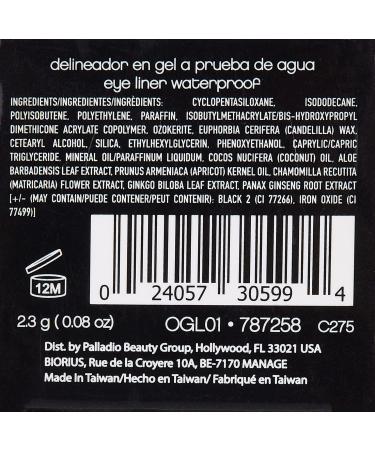 delineador en gel a prueba de agua
eye liner waterproof
INGREDIENTS/INGREDIENTES/INGRÉDIENTS: CYCLOPENTASILOXANE, ISODODECANE,
POLYISOBUTENE, POLYETHYLENE, PARAFFIN, ISOBUTYLMETHACRYLATE/BIS-HYDROXYPROPYL
DIMETHICONE ACRYLATE COPOLYMER, OZOKERITE, EUPHORBIA CERIFERA (CANDELILLA) WAX,
CETEARYL ALCOHOL, SILICA, ETHYLHEXYLGLYCERIN, PHENOXYETHANOL, CAPRYLIC/CAPRIC
TRIGLYCERIDE, MINERAL OIL/PARAFFINUM LIQUIDUM, COCOS NUCIFERA (COCONUT) OIL, ALOE
BARBADENSIS LEAF EXTRACT, PRUNUS ARMENIACA (APRICOT) KERNEL OIL, CHAMOMILLA RECUTITA
(MATRICARIA) FLOWER EXTRACT, GINKGO BILOBA LEAF EXTRACT, PANAX GINSENG ROOT EXTRACT
[+/- (MAY CONTAIN/PUEDE CONTENER/PEUT CONTENIR): BLACK 2 (CI 77266), IRON OXIDE (CI
77499)]
12M
0 24057 30599 4
2.3 g (0.08 oz) OGL01 • 787258 C275
Dist. by Palladio Beauty Group, Hollywood, FL 33021 USA
BIORIUS, Rue de la Croyere 10A, BE-7170 MANAGE
Made In Taiwan/Hecho en Taiwan/ Fabriqué en Taiwan